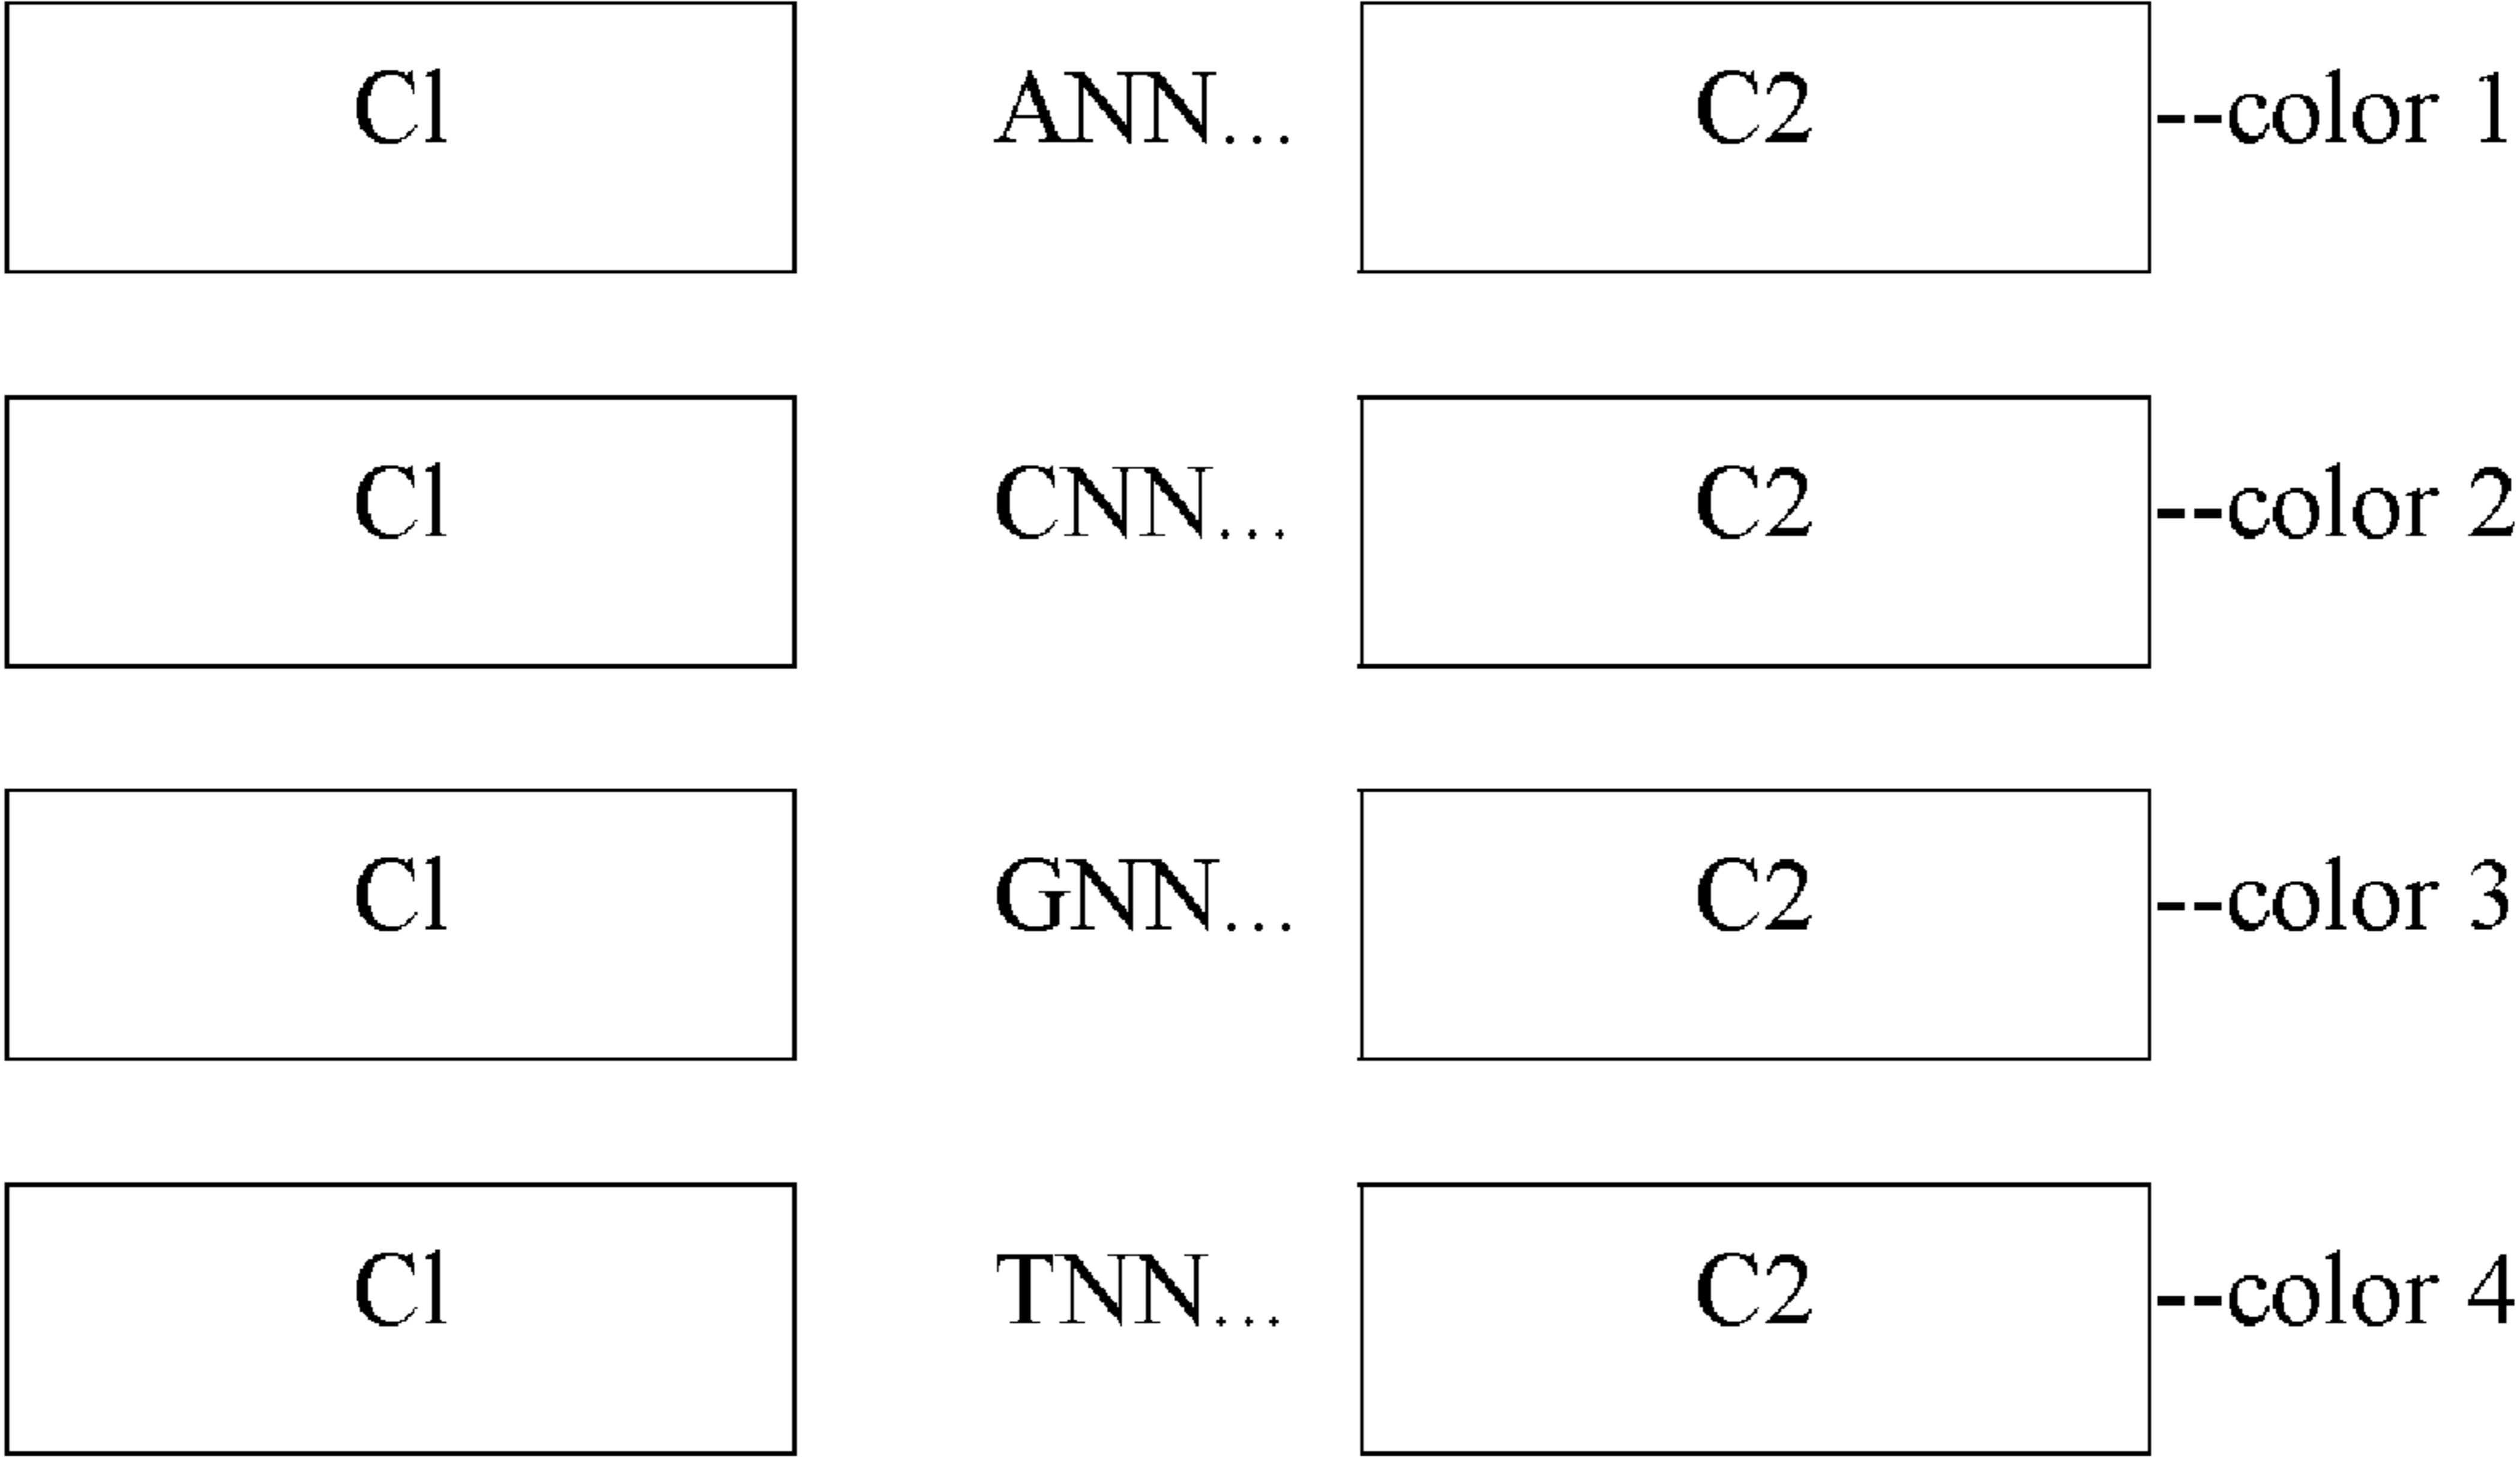 C1 ANN... C2 --color 1
C1 CNN... C2 --color 2
C1 GNN... C2 --color 3
C1 TNN... C2 --color 4